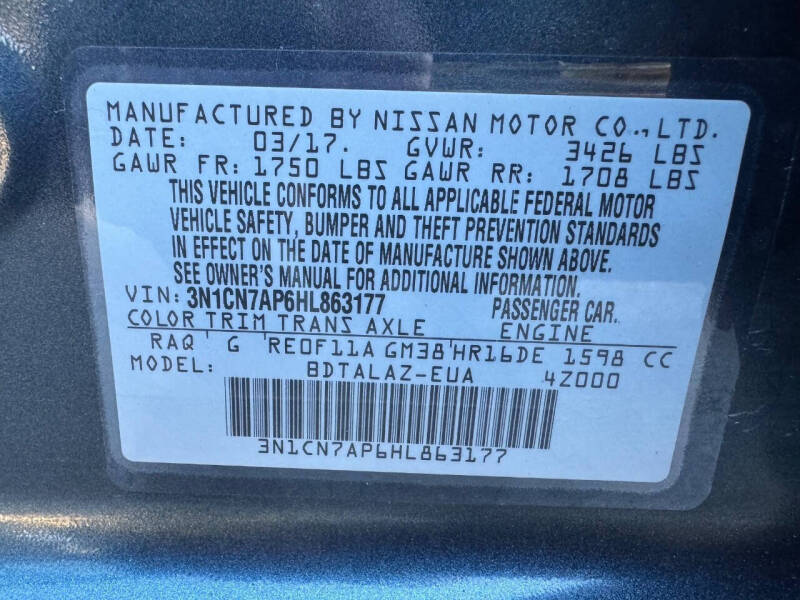 MANUFACTURED BY NISSAN MOTOR CO., LTD.
DATE: 03/17. GVWR: 3426 LBS
GAWR FR: 1750 LBS GAWR RR: 1708 LBS
THIS VEHICLE CONFORMS TO ALL APPLICABLE FEDERAL MOTOR
VEHICLE SAFETY, BUMPER AND THEFT PREVENTION STANDARDS
IN EFFECT ON THE DATE OF MANUFACTURE SHOWN ABOVE.
SEE OWNER'S MANUAL FOR ADDITIONAL INFORMATION.
VIN: 3N1CN7AP6HL863177 PASSENGER CAR.
COLOR TRIM TRANS AXLE ENGINE
RAQ' G 'RE0F11A GM38'HR16DE 1598 CC
MODEL: BDTALAZ-EUA 4Z000
3N1CN7AP6HL863177